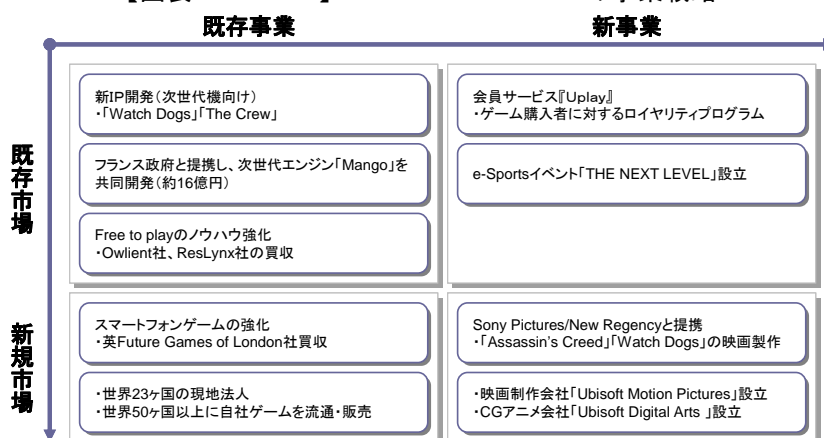 既存事業
新事業
既存市場
新IP開発（次世代機向け）
・「Watch Dogs」「The Crew」
フランス政府と提携し、次世代エンジン「Mango」を
共同開発（約16億円）
Free to playのノウハウ強化
・Owlient社、ResLynx社の買収
会員サービス『Uplay』
・ゲーム購入者に対するロイヤリティプログラム
e-Sportsイベント「THE NEXT LEVEL」設立
新規市場
スマートフォンゲームの強化
・英Future Games of London社買収
・世界23ヶ国の現地法人
・世界50ヶ国以上に自社ゲームを流通・販売
Sony Pictures/New Regencyと提携
・「Assassin's Creed」「Watch Dogs」の映画製作
・映画制作会社「Ubisoft Motion Pictures」設立
・CGアニメ会社「Ubisoft Digital Arts 」設立